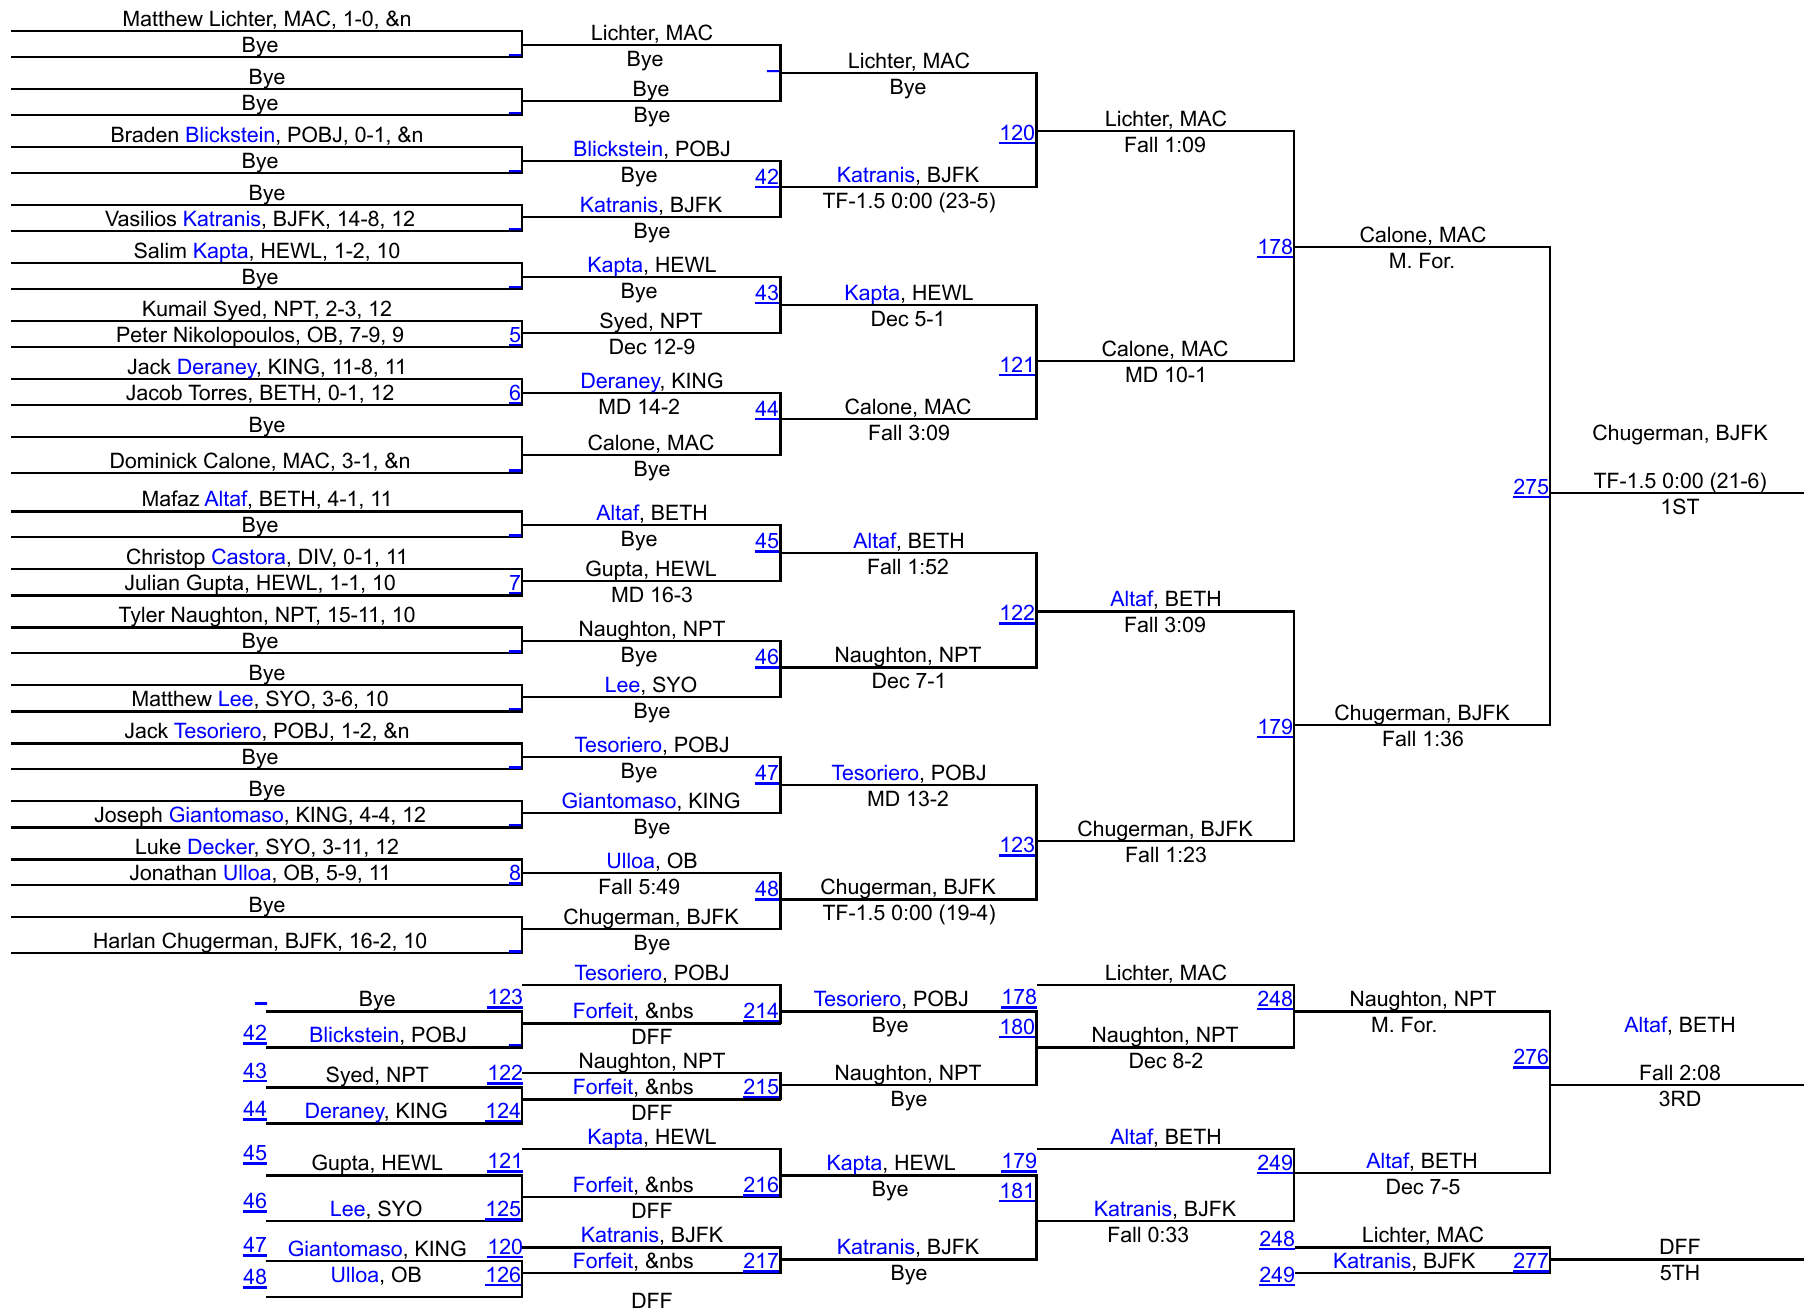 Matthew Lichter, MAC, 1-0, &n
Bye
Bye
Bye
Braden Blickstein, POBJ, 0-1, &n
Bye
Bye
Vasilios Katranis, BJFK, 14-8, 12
Salim Kapta, HEWL, 1-2, 10
Bye
Kumail Syed, NPT, 2-3, 12
Peter Nikolopoulos, OB, 7-9, 9
5
Jack Deraney, KING, 11-8, 11
Jacob Torres, BETH, 0-1, 12
6
Bye
Dominick Calone, MAC, 3-1, &n
Mafaz Altaf, BETH, 4-1, 11
Bye
Christop Castora, DIV, 0-1, 11
Julian Gupta, HEWL, 1-1, 10
7
Tyler Naughton, NPT, 15-11, 10
Bye
Bye
Matthew Lee, SYO, 3-6, 10
Jack Tesoriero, POBJ, 1-2, &n
Bye
Bye
Joseph Giantomaso, KING, 4-4, 12
Luke Decker, SYO, 3-11, 12
Jonathan Ulloa, OB, 5-9, 11
8
Bye
Harlan Chugerman, BJFK, 16-2, 10
Lichter, MAC
Bye
Bye
Bye
Blickstein, POBJ
Bye
42
Katranis, BJFK
Bye
Kapta, HEWL
Bye
43
Syed, NPT
Dec 12-9
Deraney, KING
MD 14-2
44
Calone, MAC
Bye
Altaf, BETH
Bye
45
Gupta, HEWL
MD 16-3
Naughton, NPT
Bye
46
Lee, SYO
Bye
Tesoriero, POBJ
Bye
47
Giantomaso, KING
Bye
Ulloa, OB
Fall 5:49
48
Chugerman, BJFK
Bye
Lichter, MAC
Bye
120
Katranis, BJFK
TF-1.5 0:00 (23-5)
Kapta, HEWL
Dec 5-1
121
Calone, MAC
Fall 3:09
Altaf, BETH
Fall 1:52
122
Naughton, NPT
Dec 7-1
Tesoriero, POBJ
MD 13-2
123
Chugerman, BJFK
TF-1.5 0:00 (19-4)
Lichter, MAC
Fall 1:09
178
Calone, MAC
MD 10-1
Altaf, BETH
Fall 3:09
179
Chugerman, BJFK
Fall 1:23
Calone, MAC
M. For.
275
Chugerman, BJFK
Fall 1:36
Chugerman, BJFK
TF-1.5 0:00 (21-6)
1ST
Bye
42
Blickstein, POBJ
43
Syed, NPT
44
Deraney, KING
124
45
Gupta, HEWL
46
Lee, SYO
125
47
Giantomaso, KING
48
Ulloa, OB
126
123
Tesoriero, POBJ
Forfeit, &nbs
DFF
214
122
Naughton, NPT
Forfeit, &nbs
DFF
215
121
Kapta, HEWL
Forfeit, &nbs
DFF
216
120
Katranis, BJFK
Forfeit, &nbs
DFF
217
Tesoriero, POBJ
Bye
180
Naughton, NPT
Bye
Kapta, HEWL
Bye
181
Katranis, BJFK
Bye
178
Lichter, MAC
248
Naughton, NPT
Dec 8-2
179
Altaf, BETH
249
Katranis, BJFK
Fall 0:33
Naughton, NPT
M. For.
276
Altaf, BETH
Dec 7-5
Altaf, BETH
Fall 2:08
3RD
248
Lichter, MAC
249
Katranis, BJFK
277
DFF
5TH